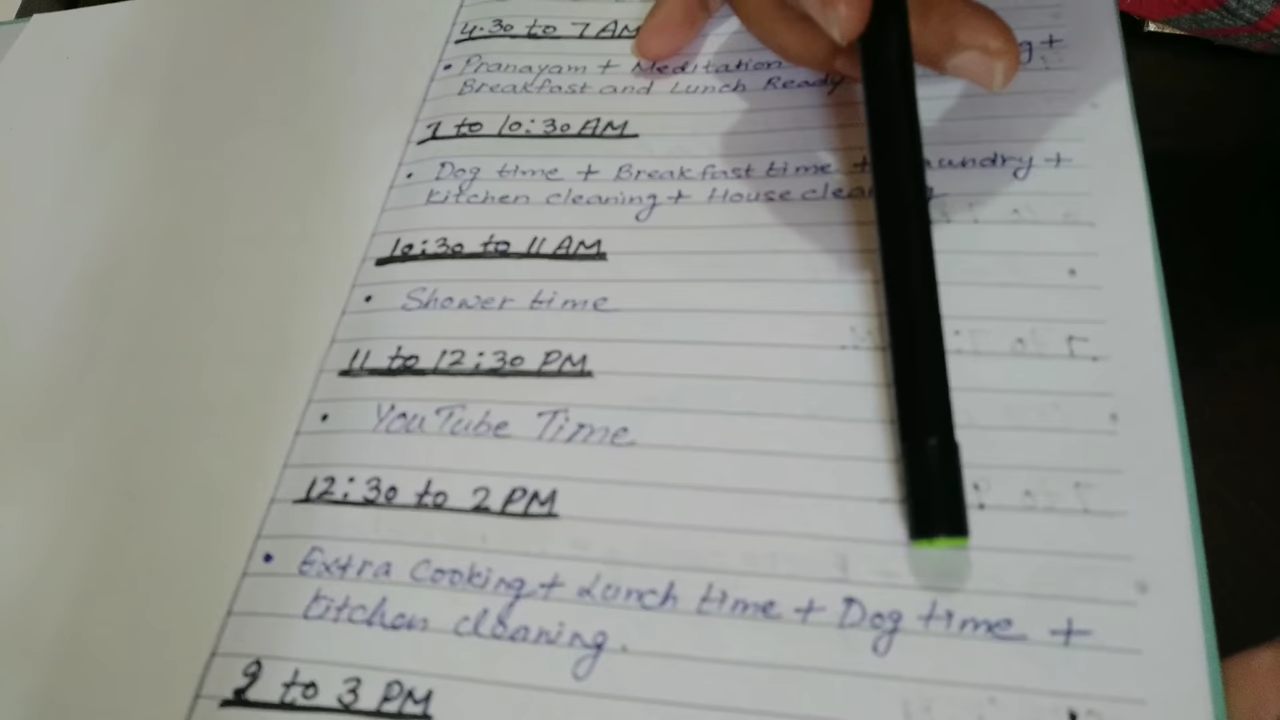 4.30 to 7 AM
• Pranayam + Meditation g +
Breakfast and Lunch Ready
7 to 10:30 AM
• Dog time + Breakfast time + Laundry +
kitchen cleaning + House cleaning
10:30 to 11 AM
• Shower time
11 to 12:30 PM
• YouTube Time
12:30 to 2 PM
• Extra Cooking + Lunch time + Dog time +
kitchen cleaning.
2 to 3 PM